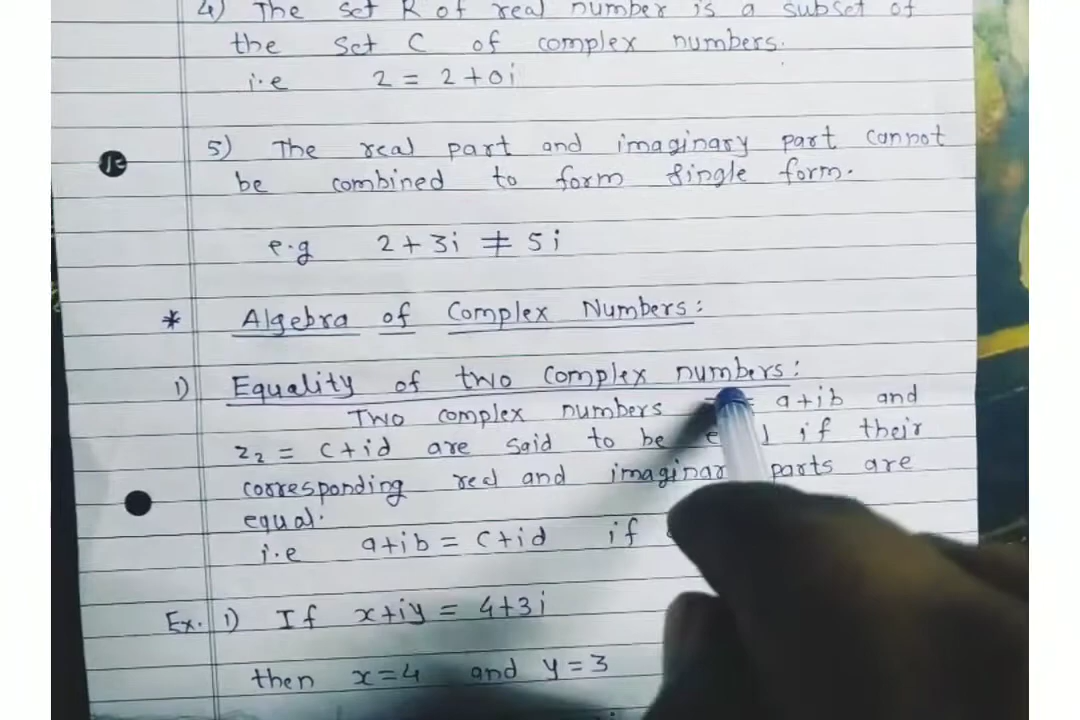 4) The set R of real number is a subset of
the set C of complex numbers.
i.e 2 = 2+0i
5) The real part and imaginary part cannot
be combined to form single form.
e.g 2+3i ≠ 5i
* Algebra of Complex Numbers:
1) Equality of two complex numbers:
Two complex numbers = a+ib and
z₂ = c+id are said to be if their
corresponding real and parts are
equal.
i.e a+ib = c+id if
Ex. 1) If x+iy = 4+3i
then x=4 and y=3